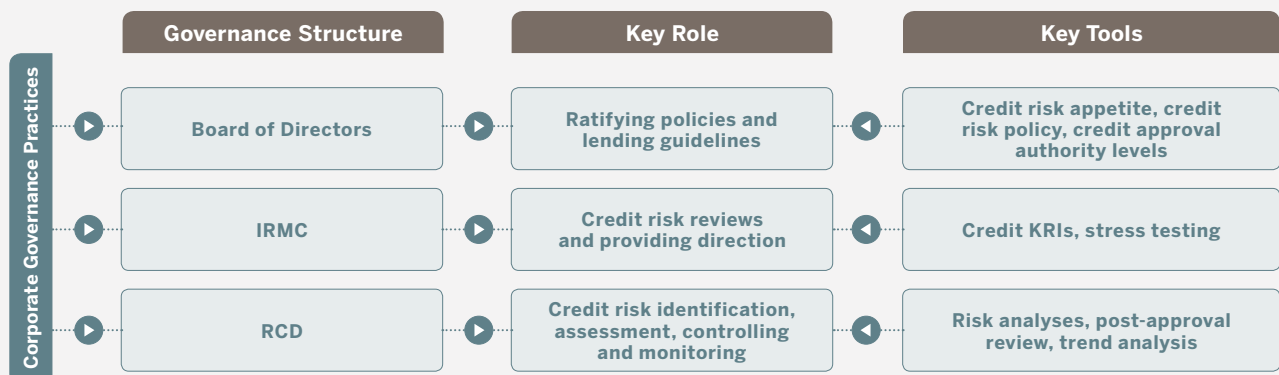 Governance Structure
Key Role
Key Tools
Corporate Governance Practices
Board of Directors
Ratifying policies and
lending guidelines
Credit risk appetite, credit
risk policy, credit approval
authority levels
IRMC
Credit risk reviews
and providing direction
Credit KRIs, stress testing
RCD
Credit risk identification,
assessment, controlling
and monitoring
Risk analyses, post-approval
review, trend analysis